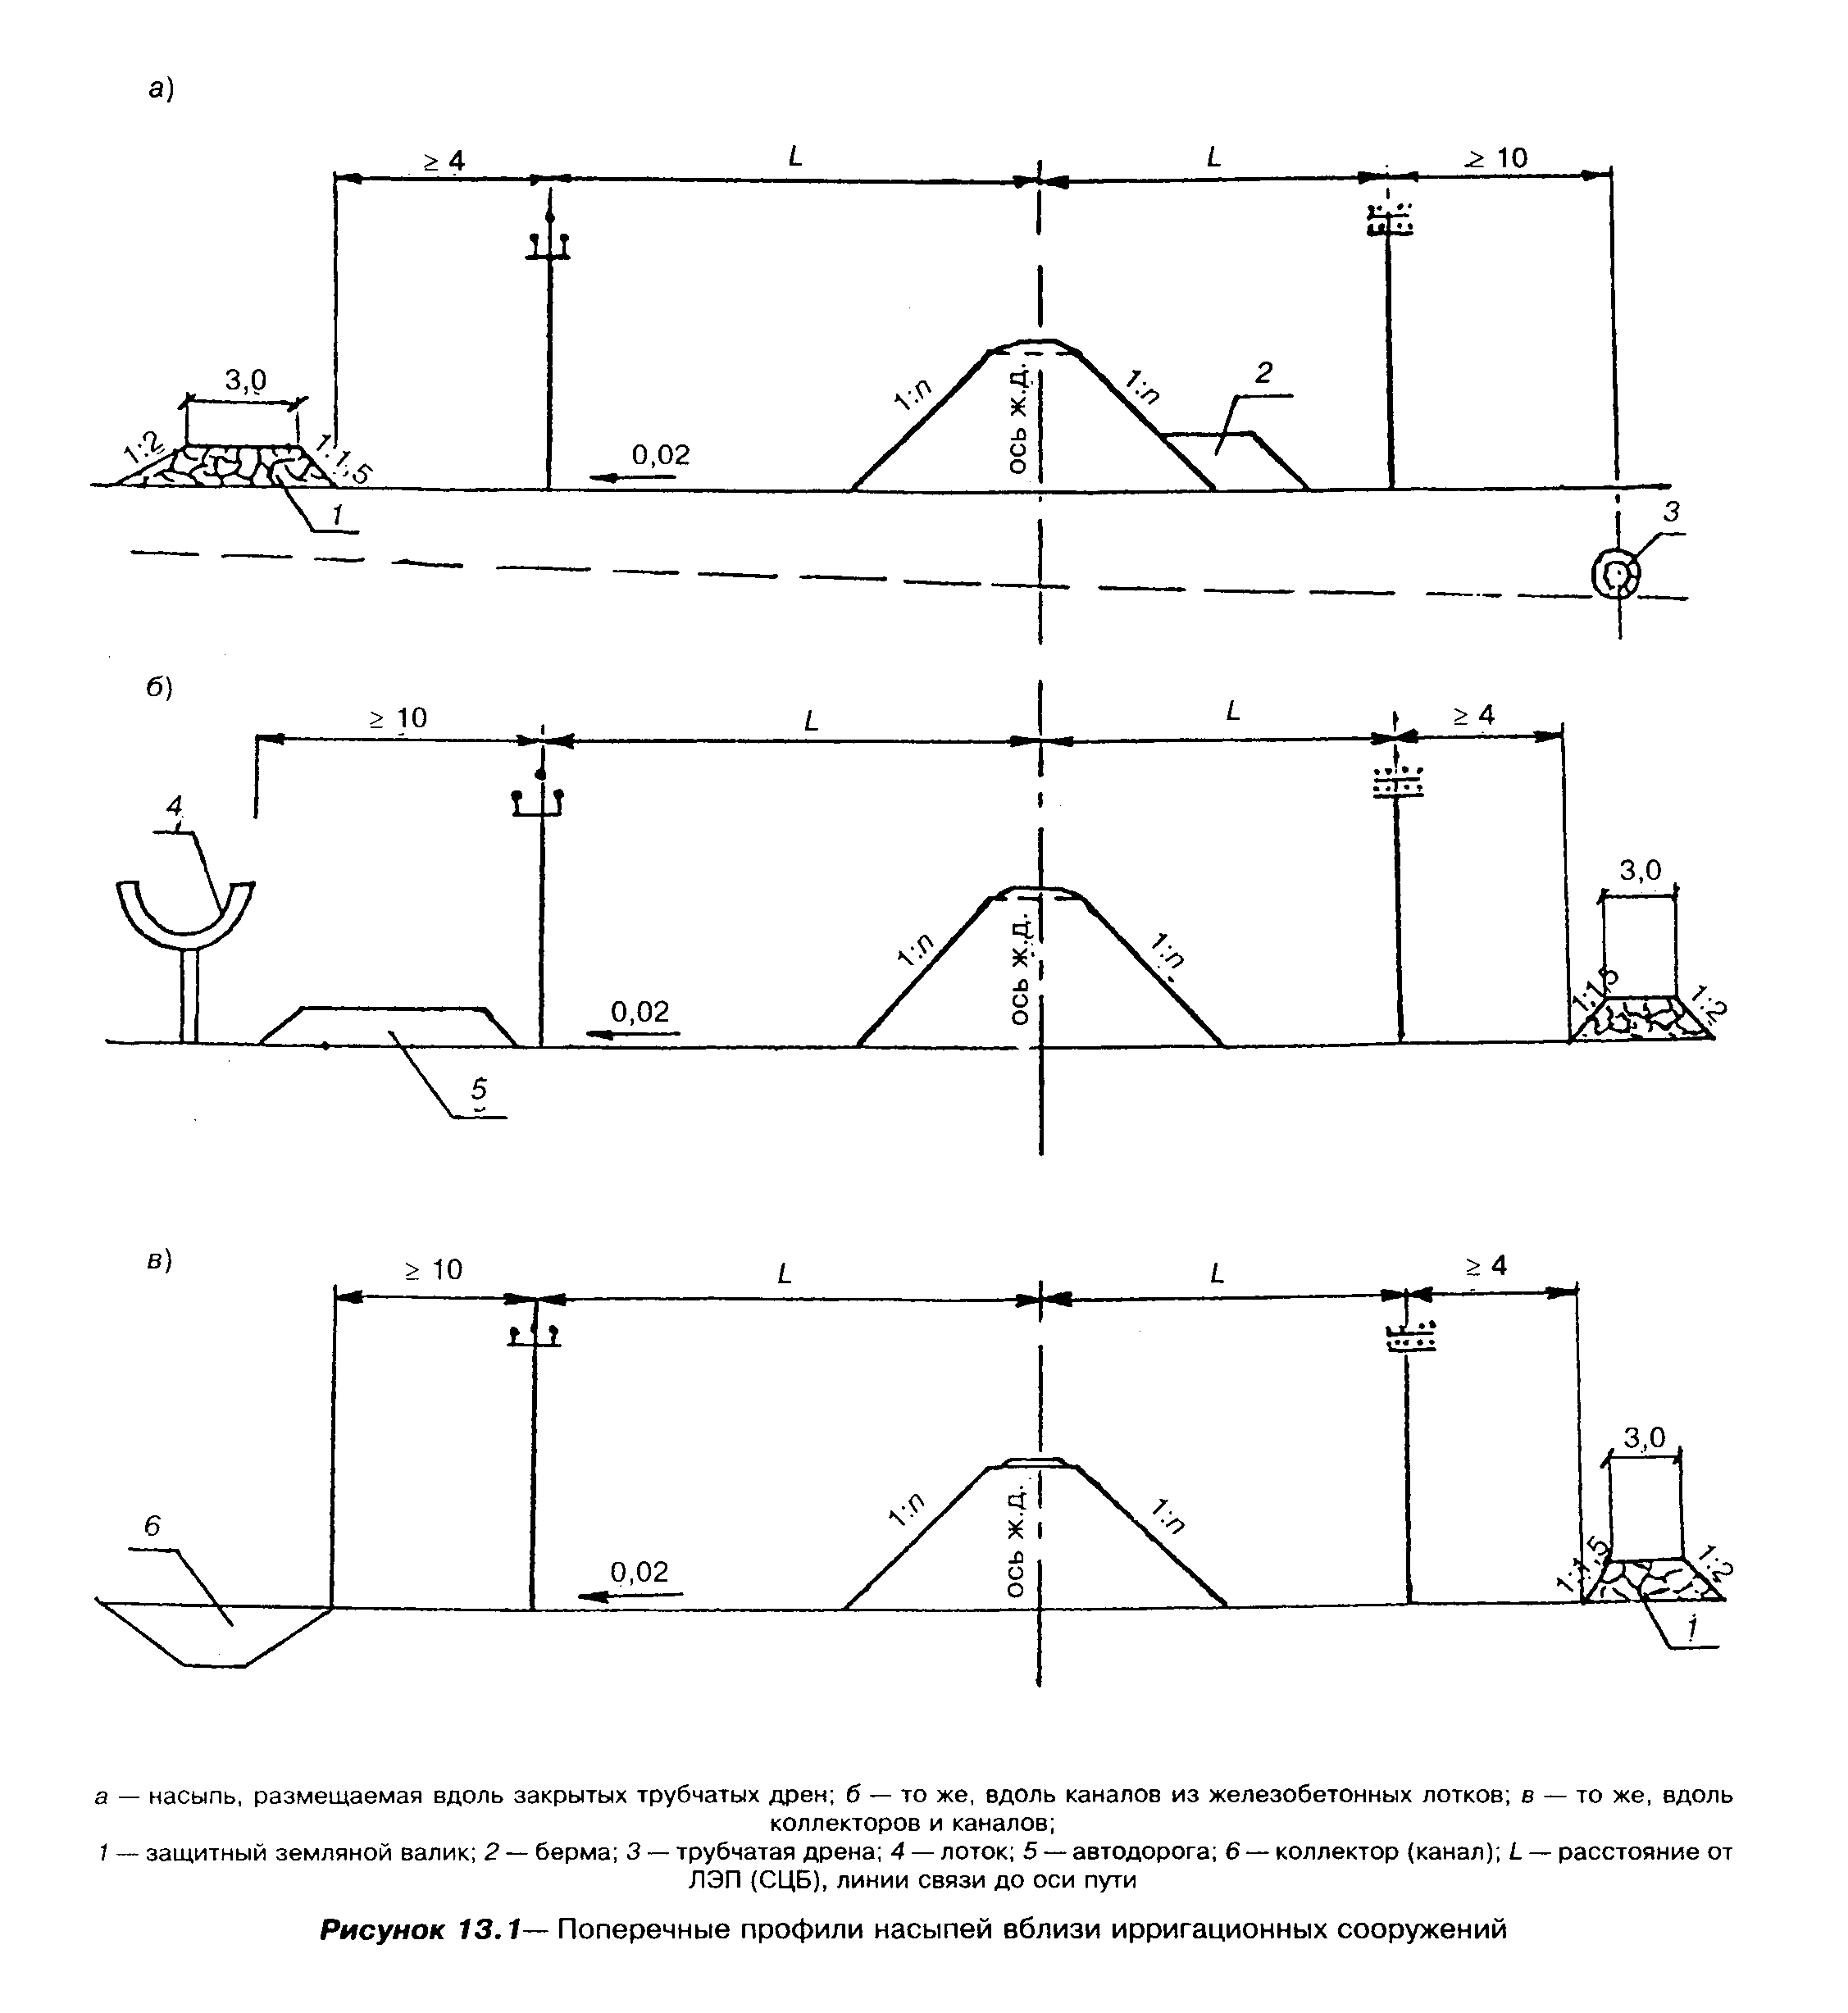 а)
≥ 4 L L ≥ 10
3,0
1:2
1:1,5
1:n
1:n
ось ж.д.
2
0,02
1
3
б)
≥ 10 L L ≥ 4
4
3,0
1:n
1:n
ось ж.д.
1:1,5
1:2
0,02
5
в)
≥ 10 L L ≥ 4
3,0
6
1:n
1:n
ось ж.д.
1:1,5
1:2
0,02
1
а — насыпь, размещаемая вдоль закрытых трубчатых дрен; б — то же, вдоль каналов из железобетонных лотков; в — то же, вдоль
коллекторов и каналов;
1 — защитный земляной валик; 2 — берма; 3 — трубчатая дрена; 4 — лоток; 5 — автодорога; 6 — коллектор (канал); L — расстояние от
ЛЭП (СЦБ), линии связи до оси пути
Рисунок 13.1— Поперечные профили насыпей вблизи ирригационных сооружений